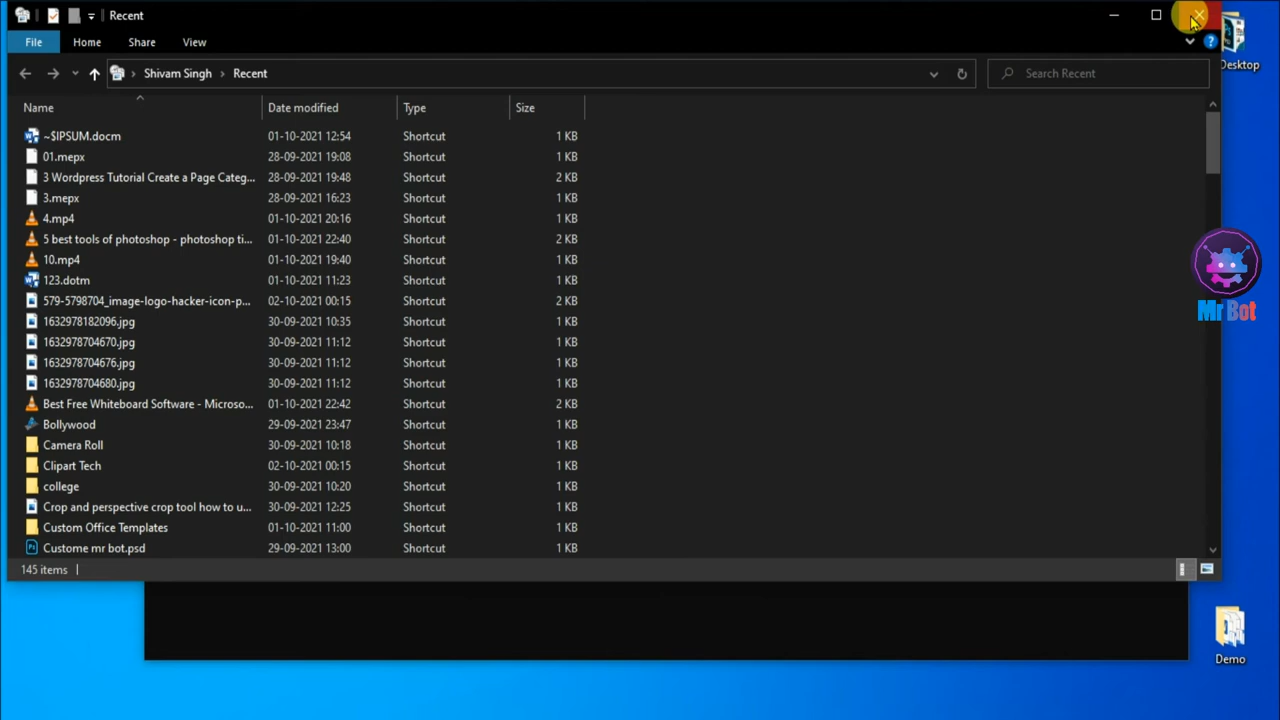 Recent
File Home Share View
Shivam Singh Recent Search Recent
Name Date modified Type Size
~$IPSUM.docm 01-10-2021 12:54 Shortcut 1 KB
01.mepx 28-09-2021 19:08 Shortcut 1 KB
3 Wordpress Tutorial Create a Page Categ... 28-09-2021 19:48 Shortcut 2 KB
3.mepx 28-09-2021 16:23 Shortcut 1 KB
4.mp4 01-10-2021 20:16 Shortcut 1 KB
5 best tools of photoshop - photoshop ti... 01-10-2021 22:40 Shortcut 2 KB
10.mp4 01-10-2021 19:40 Shortcut 1 KB
123.dotm 01-10-2021 11:23 Shortcut 1 KB
579-5798704_image-logo-hacker-icon-p... 02-10-2021 00:15 Shortcut 2 KB
1632978182096.jpg 30-09-2021 10:35 Shortcut 1 KB
1632978704670.jpg 30-09-2021 11:12 Shortcut 1 KB
1632978704676.jpg 30-09-2021 11:12 Shortcut 1 KB
1632978704680.jpg 30-09-2021 11:12 Shortcut 1 KB
Best Free Whiteboard Software - Microso... 01-10-2021 22:42 Shortcut 2 KB
Bollywood 29-09-2021 23:47 Shortcut 1 KB
Camera Roll 30-09-2021 10:18 Shortcut 1 KB
Clipart Tech 02-10-2021 00:15 Shortcut 1 KB
college 30-09-2021 10:20 Shortcut 1 KB
Crop and perspective crop tool how to u... 30-09-2021 12:25 Shortcut 1 KB
Custom Office Templates 01-10-2021 11:00 Shortcut 1 KB
Custome mr bot.psd 29-09-2021 13:00 Shortcut 1 KB
145 items
Desktop
Mr Bot
Demo